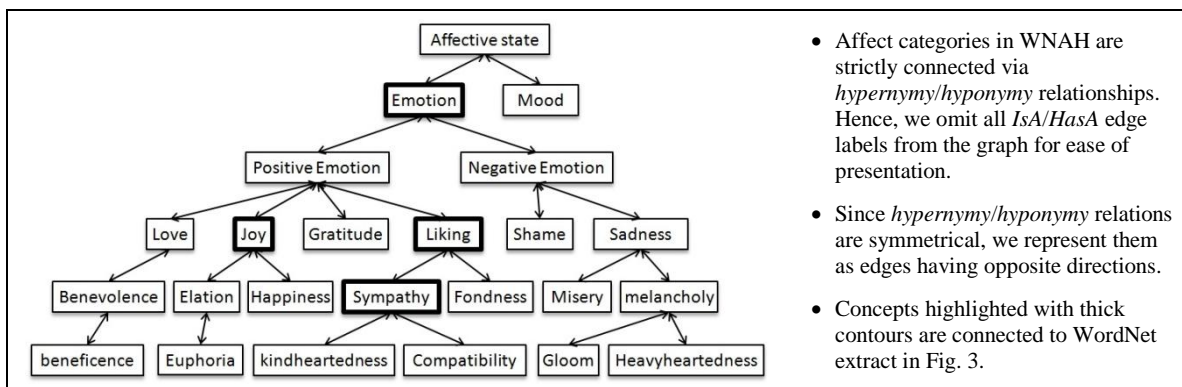 Affective state
Emotion
Mood
Positive Emotion
Negative Emotion
Love
Joy
Gratitude
Liking
Shame
Sadness
Benevolence
Elation
Happiness
Sympathy
Fondness
Misery
melancholy
beneficence
Euphoria
kindheartedness
Compatibility
Gloom
Heavyheartedness
• Affect categories in WNAH are
strictly connected via
hypernymy/hyponymy relationships.
Hence, we omit all IsA/HasA edge
labels from the graph for ease of
presentation.
• Since hypernymy/hyponymy relations
are symmetrical, we represent them
as edges having opposite directions.
• Concepts highlighted with thick
contours are connected to WordNet
extract in Fig. 3.